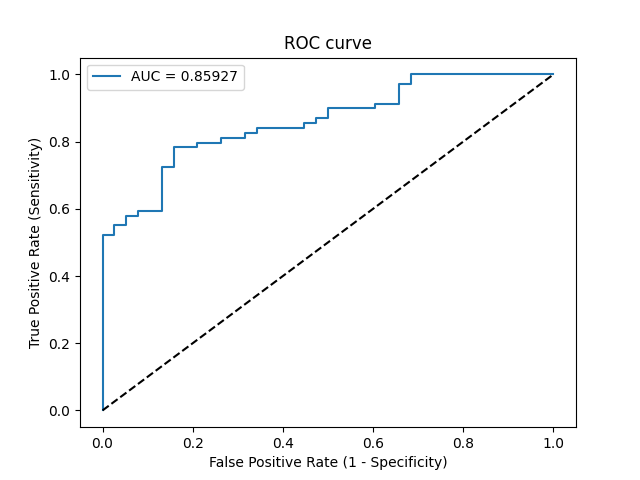 ROC curve
AUC = 0.85927
True Positive Rate (Sensitivity)
1.0
0.8
0.6
0.4
0.2
0.0
0.0 0.2 0.4 0.6 0.8 1.0
False Positive Rate (1 - Specificity)